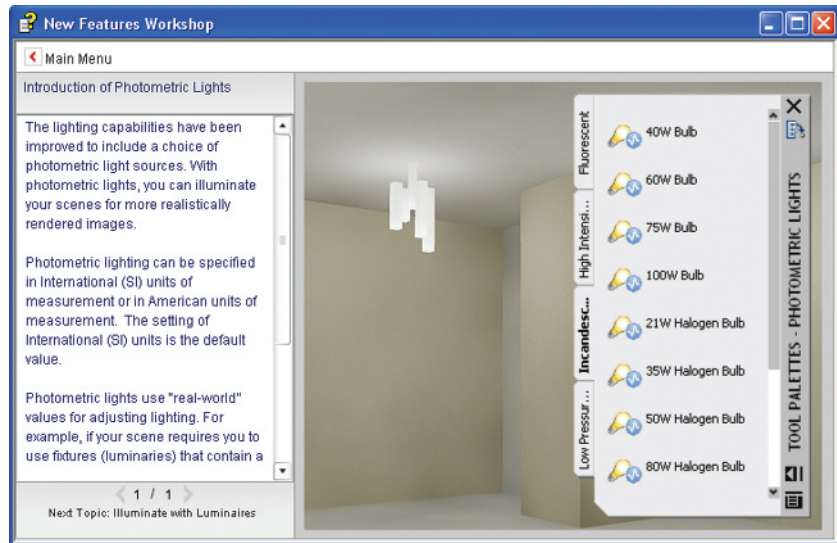 New Features Workshop
Main Menu
Introduction of Photometric Lights
The lighting capabilities have been
improved to include a choice of
photometric light sources. With
photometric lights, you can illuminate
your scenes for more realistically
rendered images.
Photometric lighting can be specified
in International (SI) units of
measurement or in American units of
measurement. The setting of
International (SI) units is the default
value.
Photometric lights use "real-world"
values for adjusting lighting. For
example, if your scene requires you to
use fixtures (luminaries) that contain a
1 / 1
Next Topic: Illuminate with Luminaires
Fluorescent
High Intensi...
Incandesc...
Low Pressur...
40W Bulb
60W Bulb
75W Bulb
100W Bulb
21W Halogen Bulb
35W Halogen Bulb
50W Halogen Bulb
80W Halogen Bulb
TOOL PALETTES - PHOTOMETRIC LIGHTS